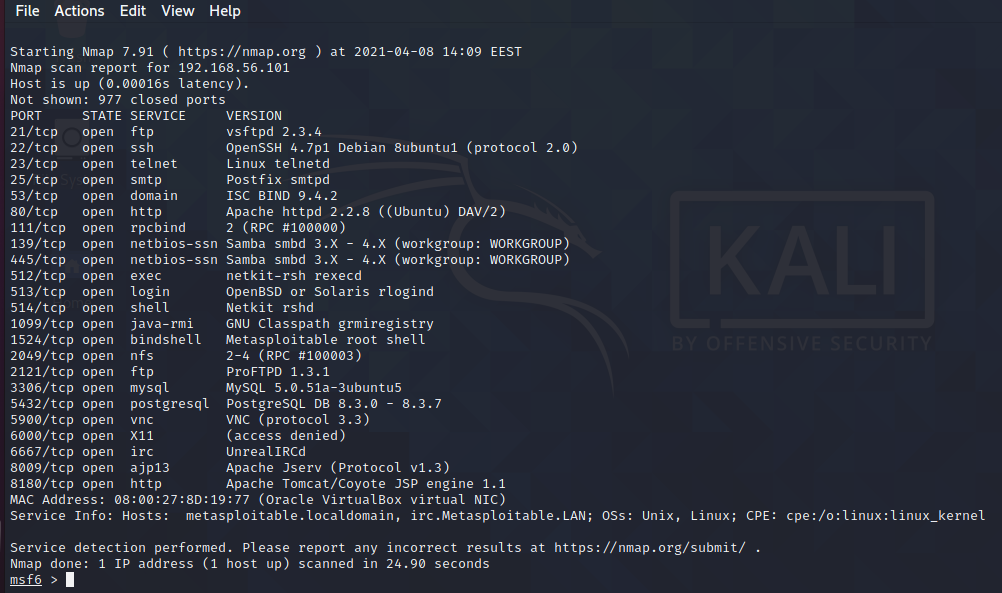 File Actions Edit View Help
Starting Nmap 7.91 ( https://nmap.org ) at 2021-04-08 14:09 EEST
Nmap scan report for 192.168.56.101
Host is up (0.00016s latency).
Not shown: 977 closed ports
PORT     STATE SERVICE     VERSION
21/tcp   open  ftp         vsftpd 2.3.4
22/tcp   open  ssh         OpenSSH 4.7p1 Debian 8ubuntu1 (protocol 2.0)
23/tcp   open  telnet      Linux telnetd
25/tcp   open  smtp        Postfix smtpd
53/tcp   open  domain      ISC BIND 9.4.2
80/tcp   open  http        Apache httpd 2.2.8 ((Ubuntu) DAV/2)
111/tcp  open  rpcbind     2 (RPC #100000)
139/tcp  open  netbios-ssn Samba smbd 3.X - 4.X (workgroup: WORKGROUP)
445/tcp  open  netbios-ssn Samba smbd 3.X - 4.X (workgroup: WORKGROUP)
512/tcp  open  exec        netkit-rsh rexecd
513/tcp  open  login       OpenBSD or Solaris rlogind
514/tcp  open  shell       Netkit rshd
1099/tcp open  java-rmi    GNU Classpath grmiregistry
1524/tcp open  bindshell   Metasploitable root shell
2049/tcp open  nfs         2-4 (RPC #100003)
2121/tcp open  ftp         ProFTPD 1.3.1
3306/tcp open  mysql       MySQL 5.0.51a-3ubuntu5
5432/tcp open  postgresql  PostgreSQL DB 8.3.0 - 8.3.7
5900/tcp open  vnc         VNC (protocol 3.3)
6000/tcp open  X11         (access denied)
6667/tcp open  irc         UnrealIRCd
8009/tcp open  ajp13       Apache Jserv (Protocol v1.3)
8180/tcp open  http        Apache Tomcat/Coyote JSP engine 1.1
MAC Address: 08:00:27:8D:19:77 (Oracle VirtualBox virtual NIC)
Service Info: Hosts:  metasploitable.localdomain, irc.Metasploitable.LAN; OSs: Unix, Linux; CPE: cpe:/o:linux:linux_kernel
Service detection performed. Please report any incorrect results at https://nmap.org/submit/ .
Nmap done: 1 IP address (1 host up) scanned in 24.90 seconds
msf6 >
KALI
BY OFFENSIVE SECURITY